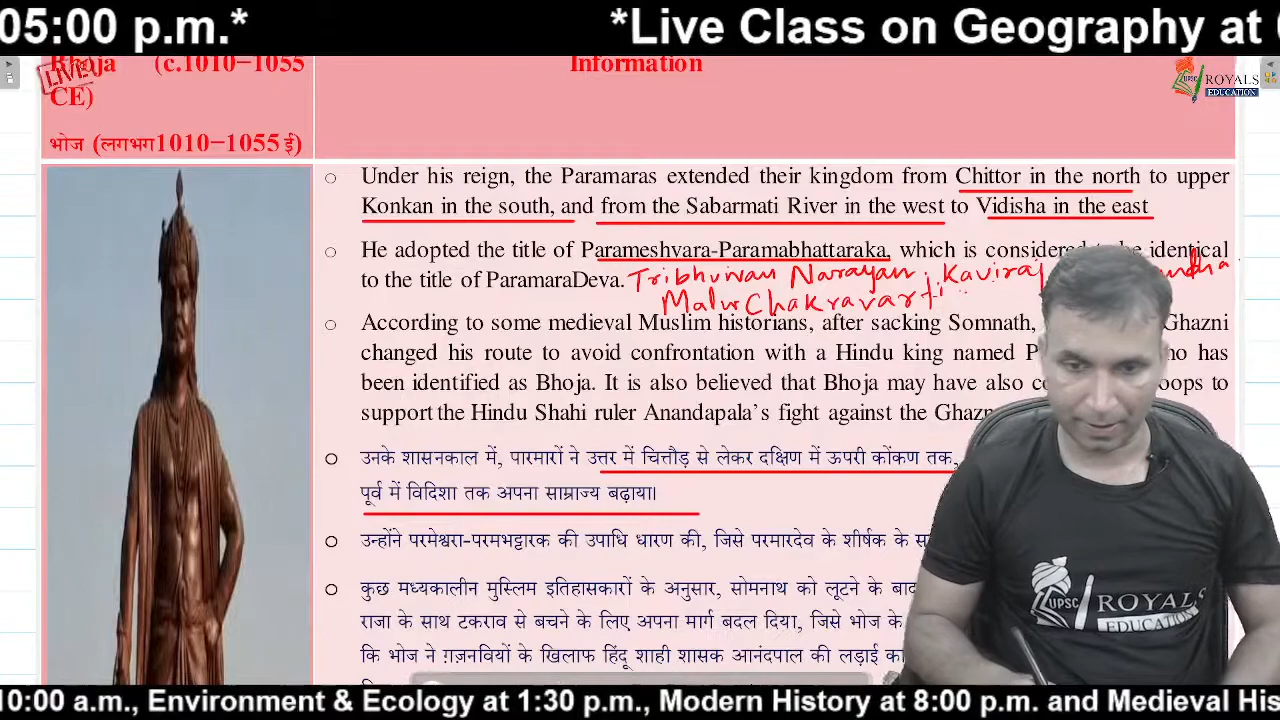 05:00 p.m.* *Live Class on Geography at
LIVE
Bhoja (c.1010−1055 CE)
भोज (लगभग1010−1055 ई)
Information
UPSC ROYALS
EDUCATION
Under his reign, the Paramaras extended their kingdom from Chittor in the north to upper
Konkan in the south, and from the Sabarmati River in the west to Vidisha in the east
He adopted the title of Parameshvara-Paramabhattaraka, which is considered to be identical
to the title of ParamaraDeva. Tribhuvan Narayan, Kaviraj
Malw Chakravarti
According to some medieval Muslim historians, after sacking Somnath, Ghazni
changed his route to avoid confrontation with a Hindu king named has
been identified as Bhoja. It is also believed that Bhoja may have also to
support the Hindu Shahi ruler Anandapala's fight against the
उनके शासनकाल में, पारमारों ने उत्तर में चित्तौड़ से लेकर दक्षिण में ऊपरी कोंकण तक,
पूर्व में विदिशा तक अपना साम्राज्य बढ़ाया।
उन्होंने परमेश्वरा-परमभट्टारक की उपाधि धारण की, जिसे परमारदेव के शीर्षक के
कुछ मध्यकालीन मुस्लिम इतिहासकारों के अनुसार, सोमनाथ को लूटने के बाद
राजा के साथ टकराव से बचने के लिए अपना मार्ग बदल दिया, जिसे भोज के
कि भोज ने ग़ज़नवियों के खिलाफ हिंदू शाही शासक आनंदपाल की लड़ाई
UPSC ROYALS
EDUCATION
10:00 a.m., Environment & Ecology at 1:30 p.m., Modern History at 8:00 p.m. and Medieval His